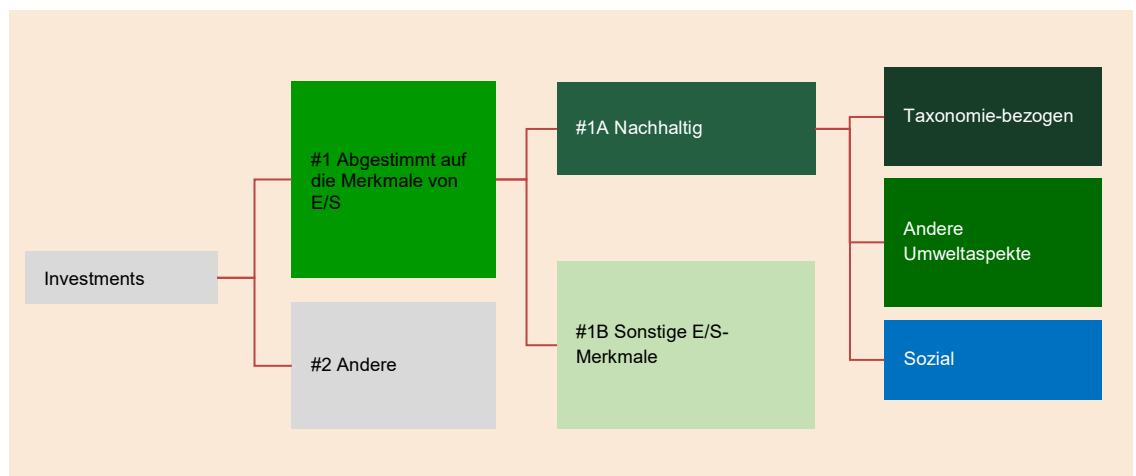 Investments
#1 Abgestimmt auf
die Merkmale von
E/S
#2 Andere
#1A Nachhaltig
#1B Sonstige E/S-
Merkmale
Taxonomie-bezogen
Andere
Umweltaspekte
Sozial